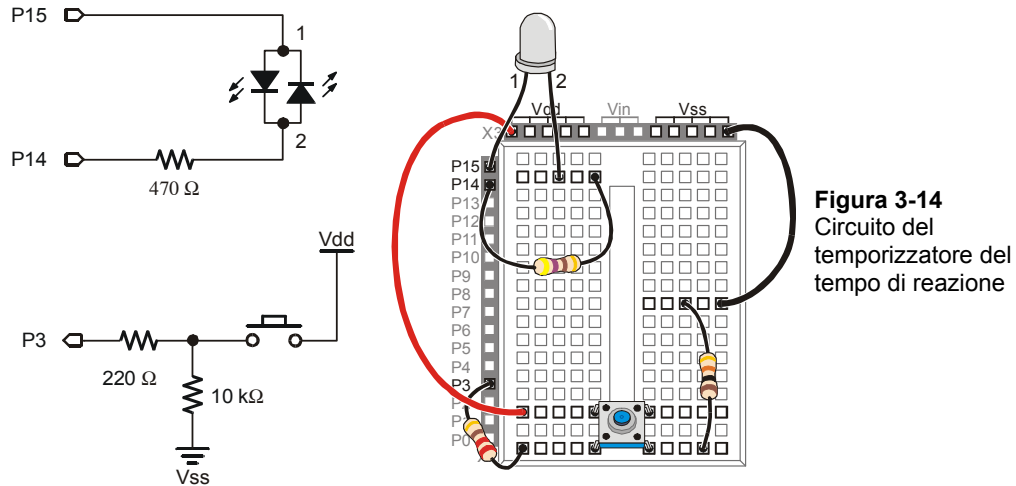 P15
1
2
P14
470 Ω
Vdd
P3
220 Ω
10 kΩ
Vss
1 2
Vdd Vin Vss
X3
P15
P14
P13
P12
P11
P10
P9
P8
P7
P6
P5
P4
P3
P0
Figura 3-14
Circuito del
temporizzatore del
tempo di reazione